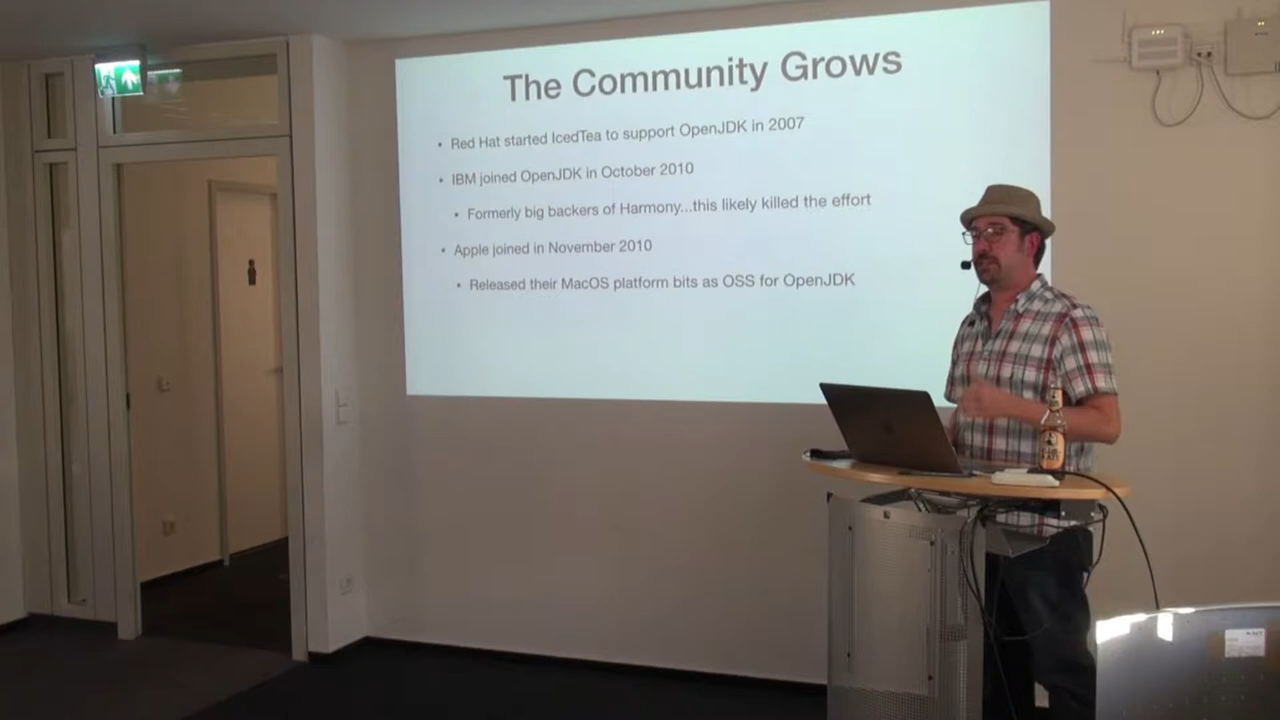 The Community Grows
• Red Hat started IcedTea to support OpenJDK in 2007
• IBM joined OpenJDK in October 2010
• Formerly big backers of Harmony...this likely killed the effort
• Apple joined in November 2010
• Released their MacOS platform bits as OSS for OpenJDK